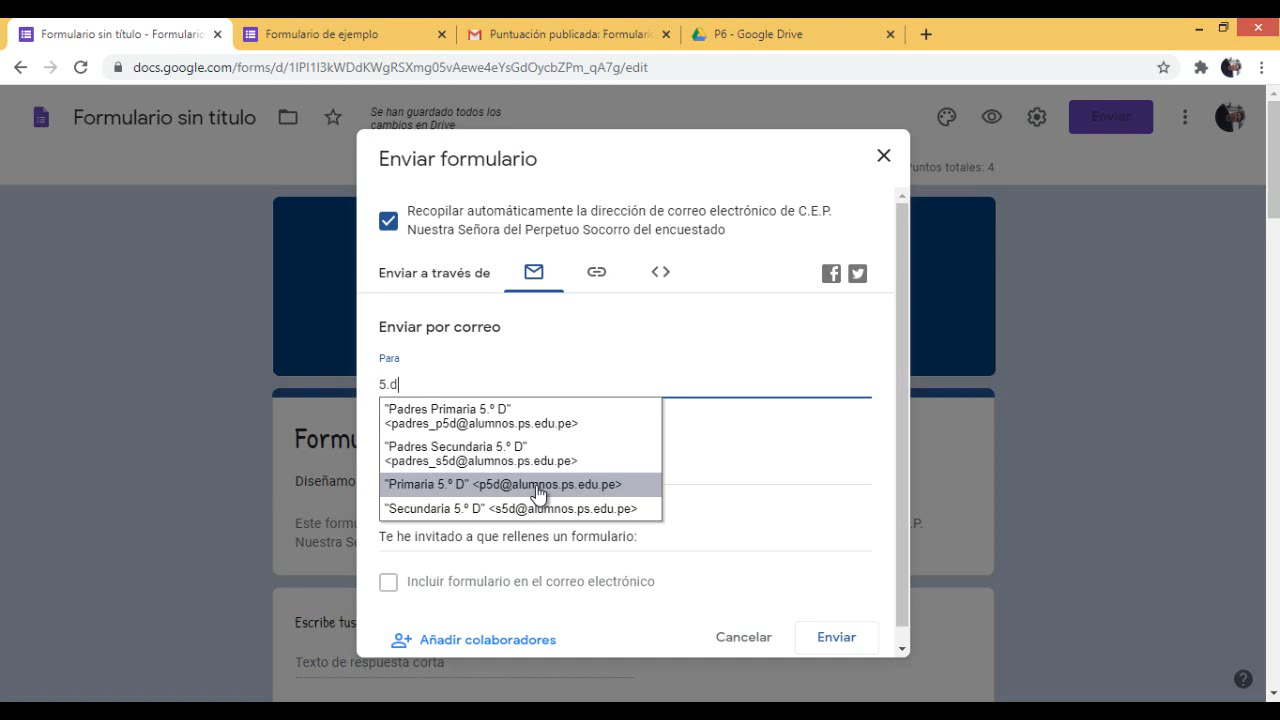 Formulario sin título - Formulario
Formulario de ejemplo
Puntuación publicada: Formulari
P6 - Google Drive
docs.google.com/forms/d/1IPI1I3kWDdKWgRSXmg05vAewe4eYsGdOycbZPm_qA7g/edit
Formulario sin título
Se han guardado todos los
cambios en Drive
Enviar
untos totales: 4
Enviar formulario
Recopilar automáticamente la dirección de correo electrónico de C.E.P.
Nuestra Señora del Perpetuo Socorro del encuestado
Enviar a través de
Enviar por correo
Para
5.d
"Padres Primaria 5.º D"
<padres_p5d@alumnos.ps.edu.pe>
"Padres Secundaria 5.º D"
<padres_s5d@alumnos.ps.edu.pe>
"Primaria 5.º D" <p5d@alumnos.ps.edu.pe>
"Secundaria 5.º D" <s5d@alumnos.ps.edu.pe>
Te he invitado a que rellenes un formulario:
Incluir formulario en el correo electrónico
Añadir colaboradores
Cancelar
Enviar
Formu
Diseñamo
Este formu
P.
Nuestra Se
Escribe tus
Texto de respuesta corta